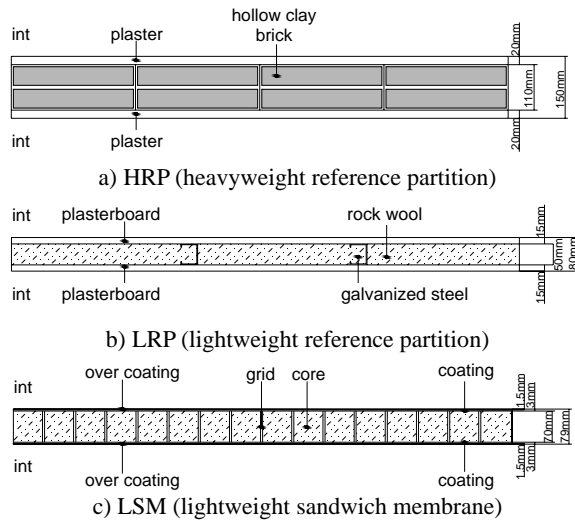 hollow clay
brick
int
plaster
20mm
110mm
150mm
20mm
int
plaster
a) HRP (heavyweight reference partition)
int
plasterboard
rock wool
15mm
50mm
80mm
15mm
int
plasterboard
galvanized steel
b) LRP (lightweight reference partition)
int
over coating
grid
core
coating
1.5mm
3mm
70mm
79mm
1.5mm
3mm
int
over coating
coating
c) LSM (lightweight sandwich membrane)